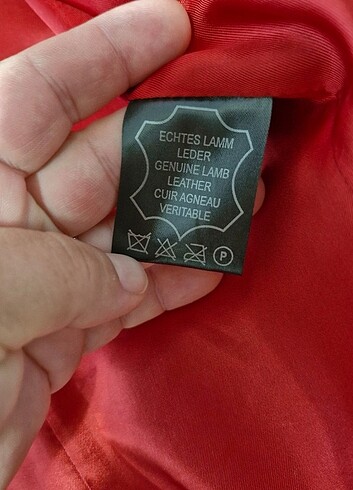 ECHTES LAMM
LEDER
GENUINE LAMB
LEATHER
CUIR AGNEAU
VERITABLE
P